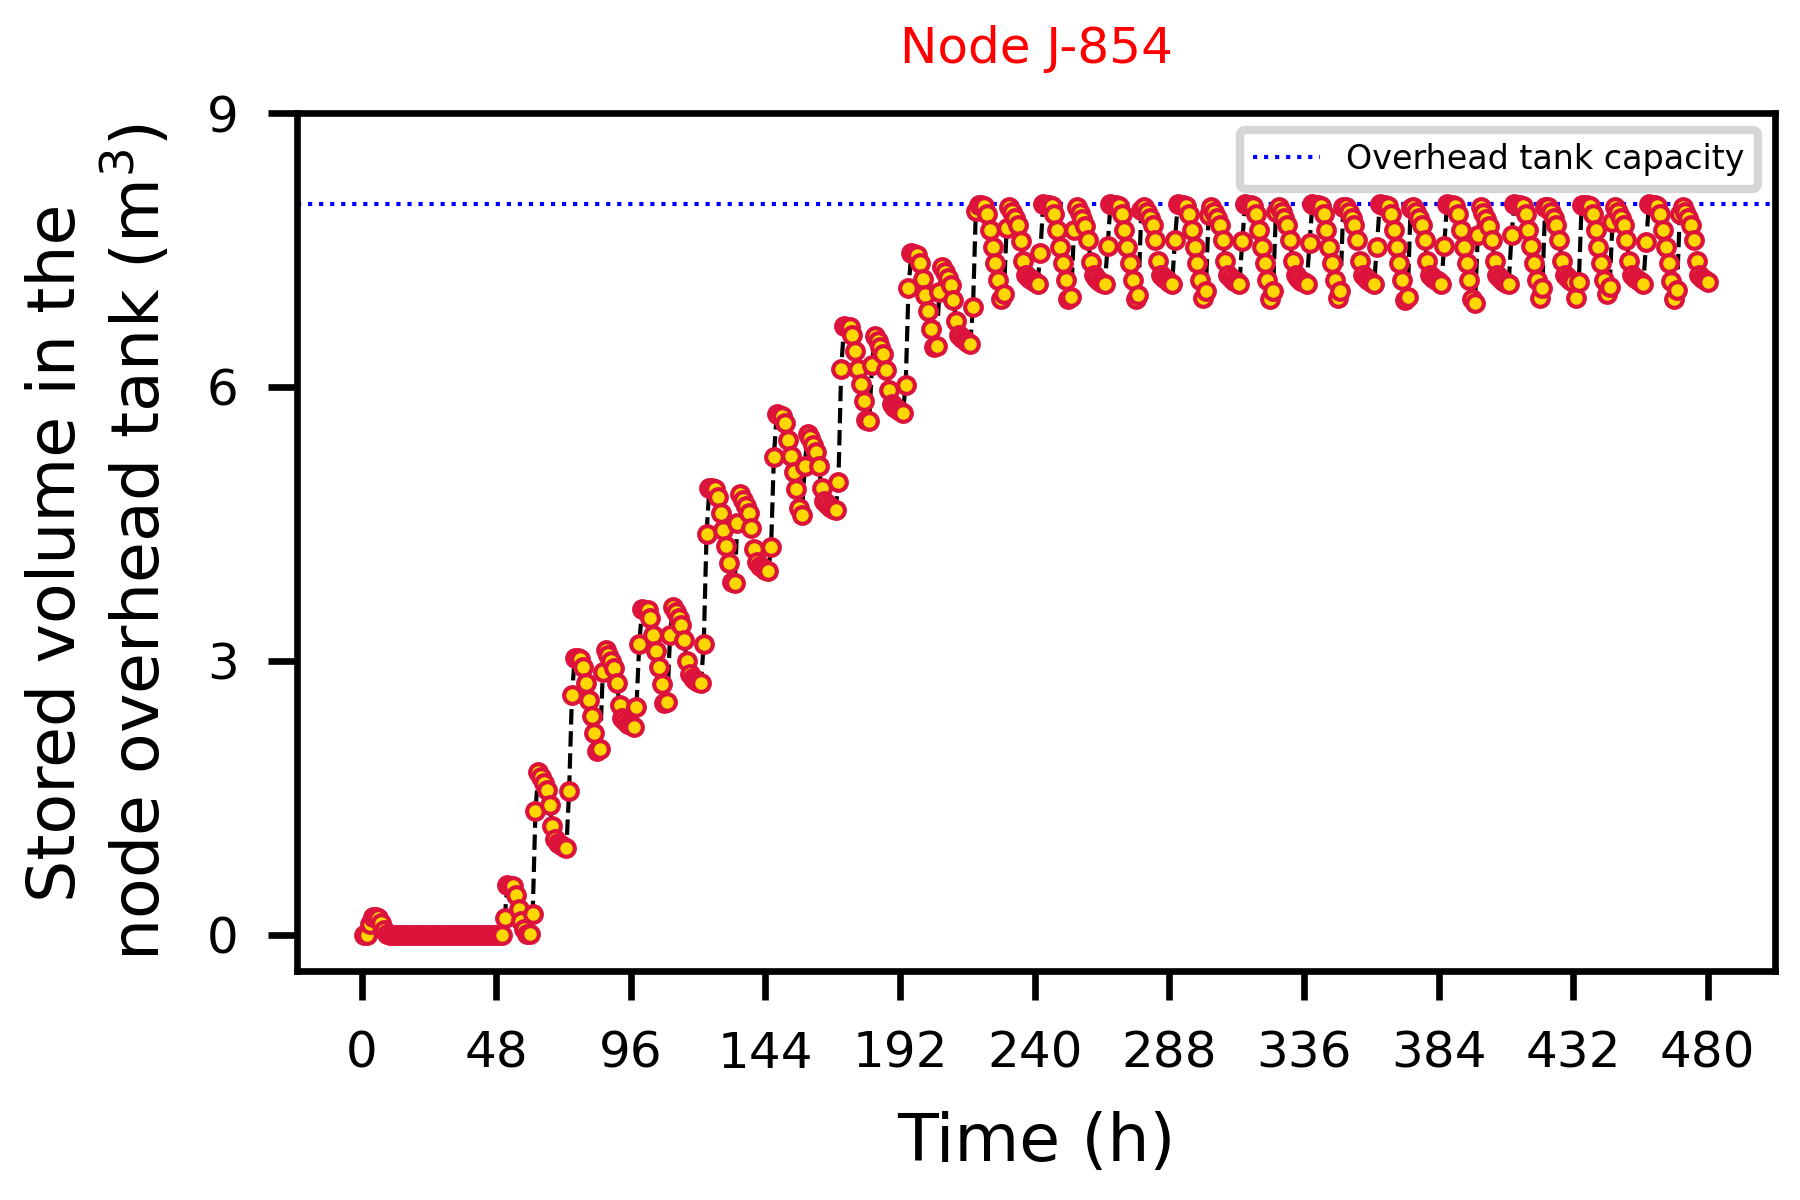 Node J-854
Stored volume in the
node overhead tank (m³)
9
6
3
0
Overhead tank capacity
0 48 96 144 192 240 288 336 384 432 480
Time (h)